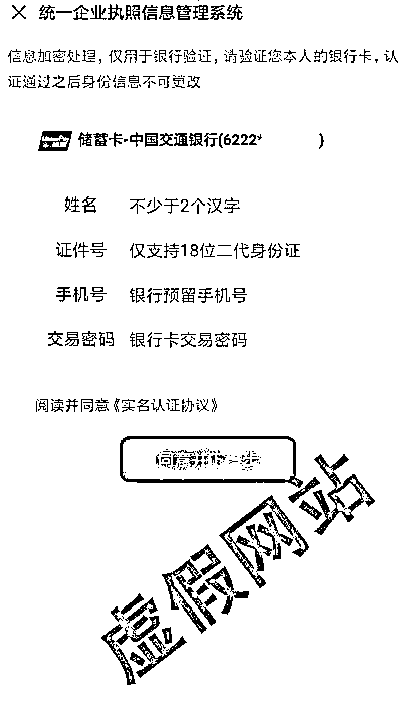 统一企业执照信息管理系统
信息加密处理，仅用于银行验证，请验证您本人的银行卡，认
证通过之后身份信息不可更改
储蓄卡-中国交通银行(6222* )
姓名 不少于2个汉字
证件号 仅支持18位二代身份证
手机号 银行预留手机号
交易密码 银行卡交易密码
阅读并同意《实名认证协议》
同意并下一步
虚假网站